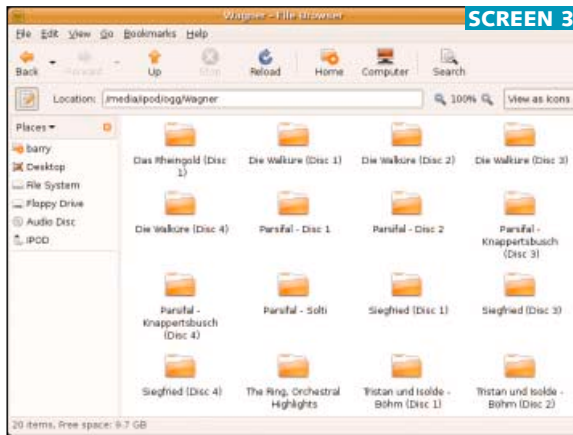 Wagner - File Browser
SCREEN 3
File Edit View Go Bookmarks Help
Back Forward Up Stop Reload Home Computer Search
Location: /media/ipod/ogg/Wagner 100% View as Icons
Places
barry
Desktop
File System
Floppy Drive
Audio Disc
IPOD
Das Rheingold (Disc
1)
Die Walkure (Disc 1)
Die Walkure (Disc 2)
Die Walkure (Disc 3)
Die Walkure (Disc 4)
Parsifal - Disc 1
Parsifal - Disc 2
Parsifal -
Knappertsbusch
(Disc 3)
Parsifal -
Knappertsbusch
(Disc 4)
Parsifal - Solti
Siegfried (Disc 1)
Siegfried (Disc 3)
Siegfried (Disc 4)
The Ring, Orchestral
Highlights
Tristan und Isolde -
Böhm (Disc 1)
Tristan und Isolde -
Böhm (Disc 2)
20 items, Free space: 9.7 GB